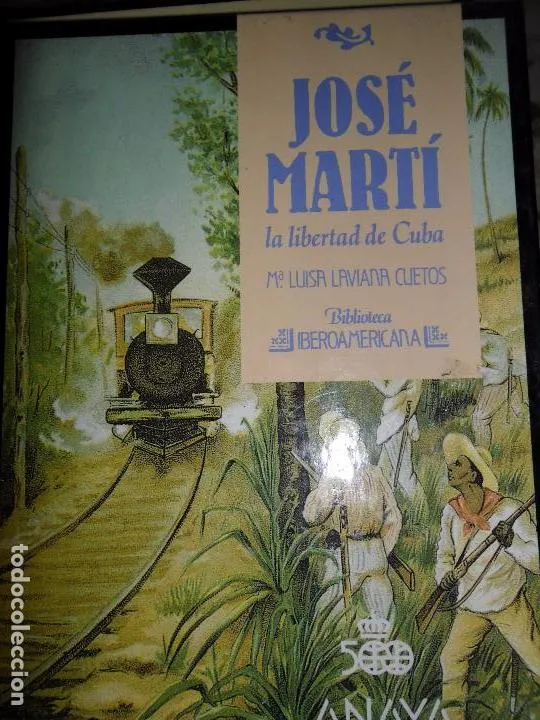 JOSÉ
MARTÍ
la libertad de Cuba
Mª LUISA LAVIANA CUETOS
Biblioteca
IBEROAMERICANA
500
ANAYA
todocoleccion